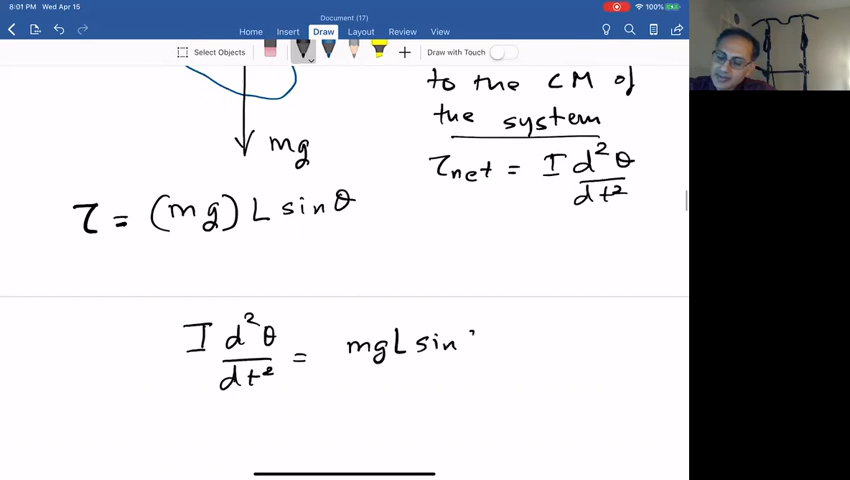 8:01 PM Wed Apr 15
100%
Document (17)
Home Insert Draw Layout Review View
Select Objects
Draw with Touch
to the CM of
the system
mg
τnet = I d²θ/dt²
τ = (mg) L sinθ
I d²θ/dt² = mgL sin